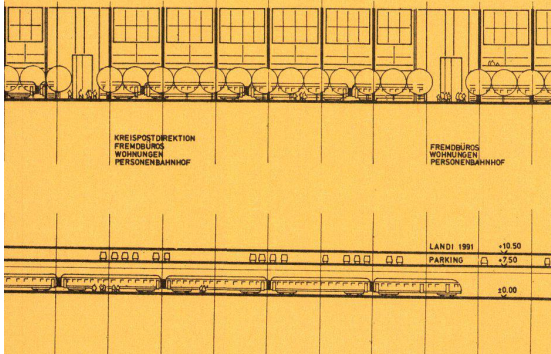 KREISPOSTDIREKTION
FREMDBÜROS
WOHNUNGEN
PERSONENBAHNHOF
FREMDBÜROS
WOHNUNGEN
PERSONENBAHNHOF
LANDI 1991 +10.50
PARKING +7.50
±0.00